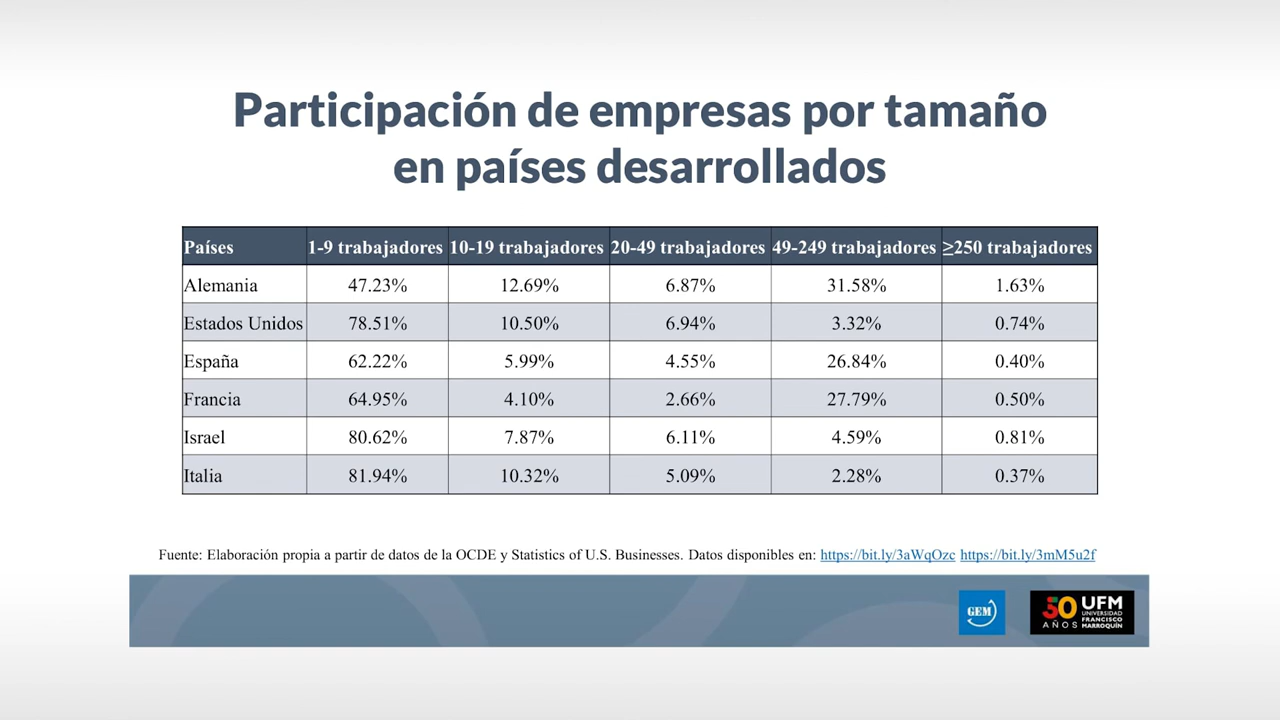 Participación de empresas por tamaño
en países desarrollados
Países 1-9 trabajadores 10-19 trabajadores 20-49 trabajadores 49-249 trabajadores ≥250 trabajadores
Alemania 47.23% 12.69% 6.87% 31.58% 1.63%
Estados Unidos 78.51% 10.50% 6.94% 3.32% 0.74%
España 62.22% 5.99% 4.55% 26.84% 0.40%
Francia 64.95% 4.10% 2.66% 27.79% 0.50%
Israel 80.62% 7.87% 6.11% 4.59% 0.81%
Italia 81.94% 10.32% 5.09% 2.28% 0.37%
Fuente: Elaboración propia a partir de datos de la OCDE y Statistics of U.S. Businesses. Datos disponibles en: https://bit.ly/3aWqOzc https://bit.ly/3mM5u2f
GEM
50 AÑOS
UFM
UNIVERSIDAD
FRANCISCO
MARROQUÍN